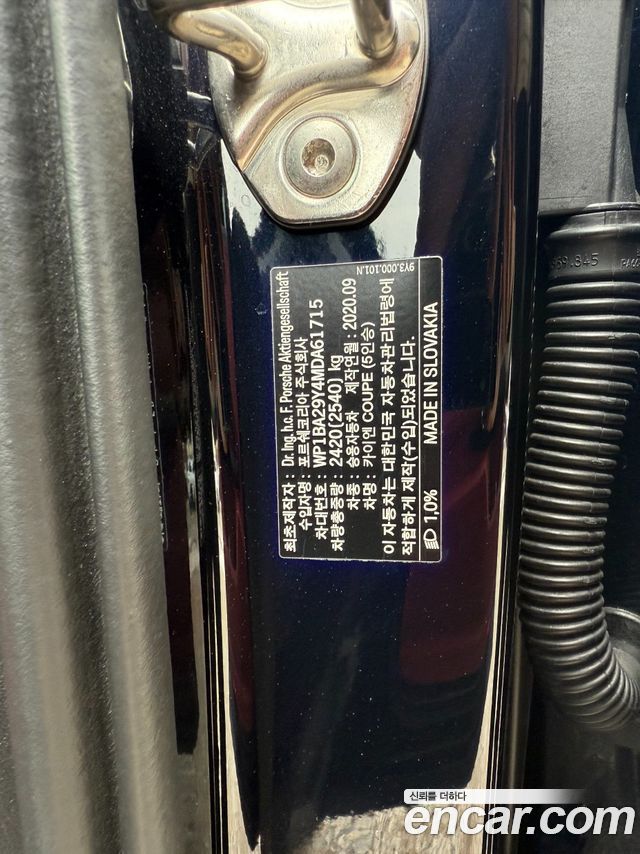 9Y3.000.101.N
최초제작자 : Dr. Ing. h.c. F. Porsche Aktiengesellschaft
수입자명 : 포르쉐코리아 주식회사
차대번호 : WP1BA29Y4MDA61715
차량총중량 : 2420[2540] kg
차종 : 승용자동차 제작연월 : 2020.09
차명 : 카이엔 COUPE (5인승)
이 자동차는 대한민국 자동차관리법령에
적합하게 제작(수입)되었습니다.
1,0% MADE IN SLOVAKIA
신뢰를 더하다
encar.com